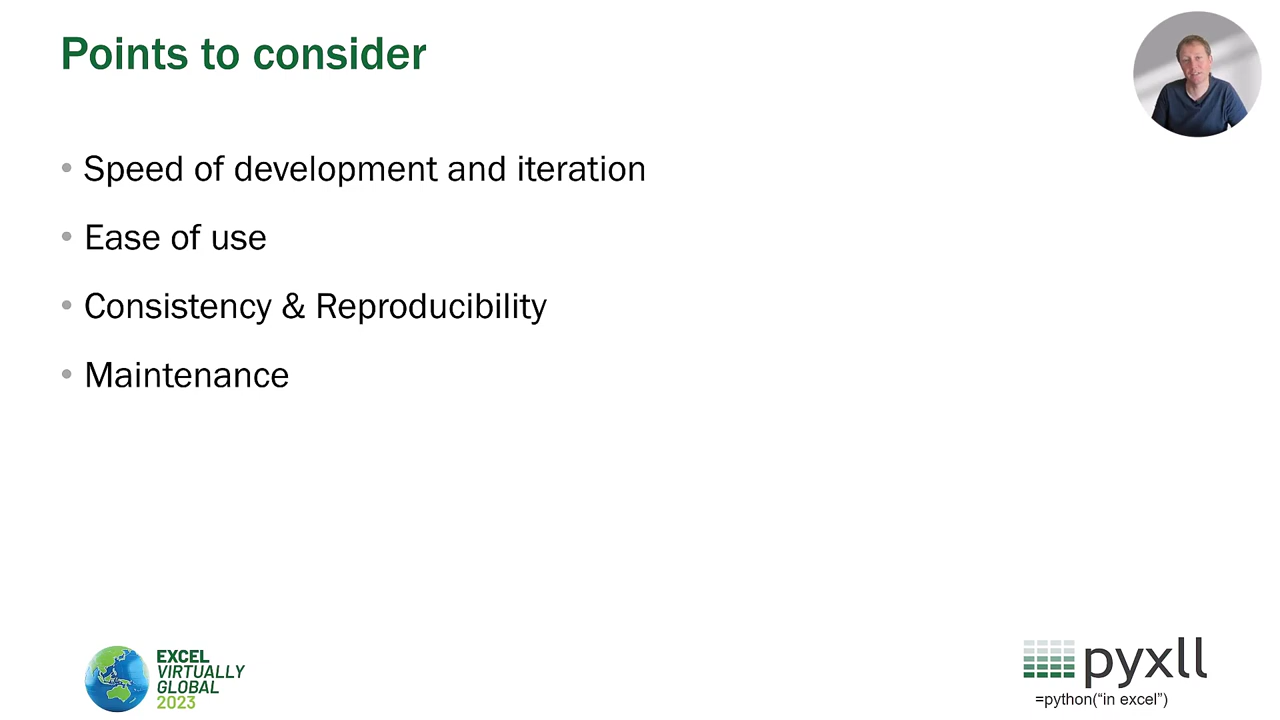 Points to consider
• Speed of development and iteration
• Ease of use
• Consistency & Reproducibility
• Maintenance
EXCEL
VIRTUALLY
GLOBAL
2023
pyxll
=python(“in excel”)